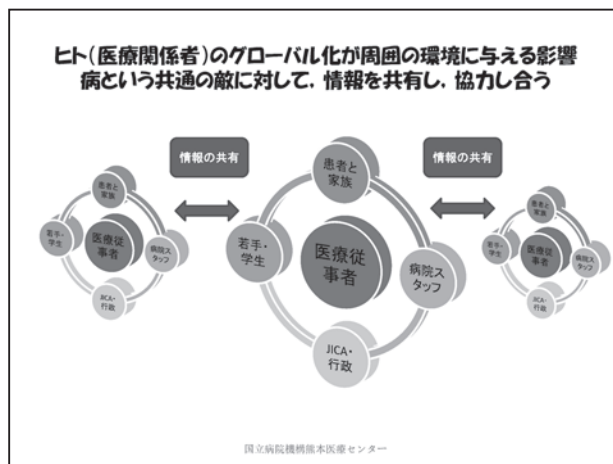 ヒト(医療関係者)のグローバル化が周囲の環境に与える影響
病という共通の敵に対して,情報を共有し,協力し合う
情報の共有
情報の共有
患者と
家族
若手・
学生
医療従
事者
病院ス
タッフ
JICA・
行政
患者と
家族
若手・
学生
医療従
事者
病院ス
タッフ
JICA・
行政
患者と
家族
若手・
学生
医療従
事者
病院ス
タッフ
JICA・
行政
国立病院機構熊本医療センター